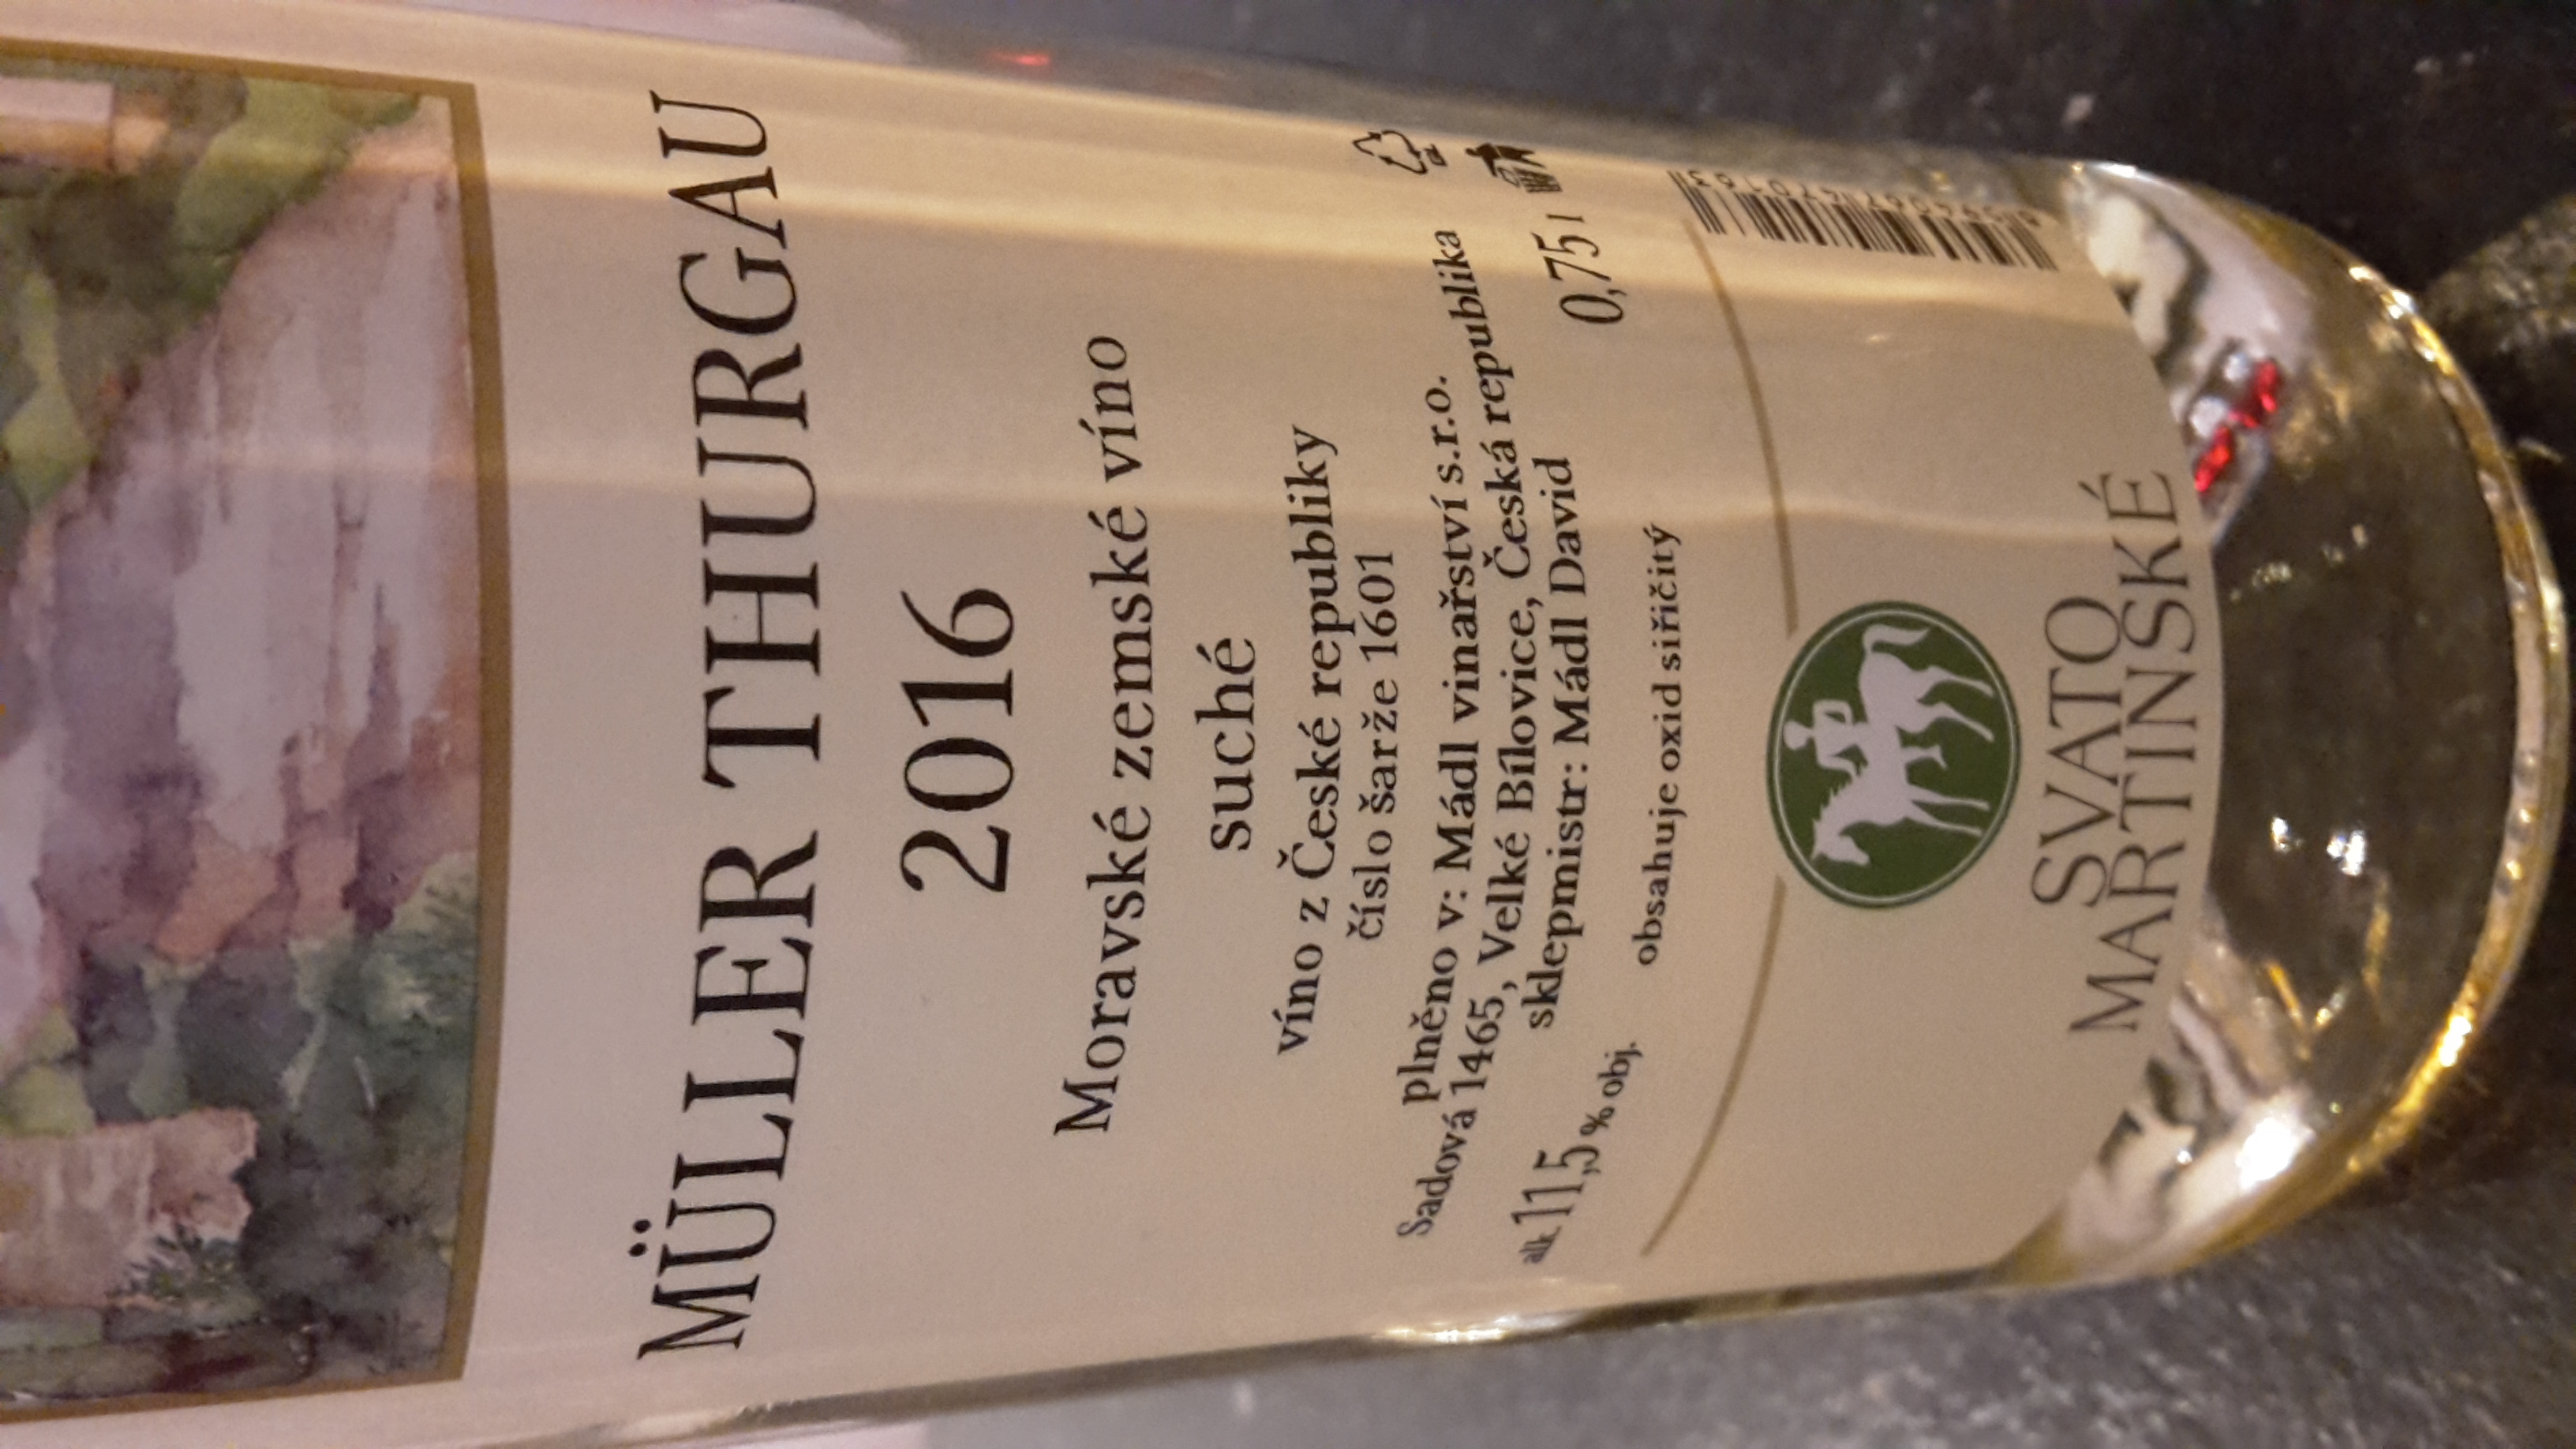 MÜLLER THURGAU
2016
Moravské zemské víno
suché
víno z České republiky
číslo šarže 1601
plněno v: Mádl vinařství s.r.o.
Sadová 1465, Velké Bílovice, Česká republika
sklepmistr: Mádl David
alk 11,5 % obj.
0,75 l
obsahuje oxid siřičitý
SVATO
MARTINSKÉ